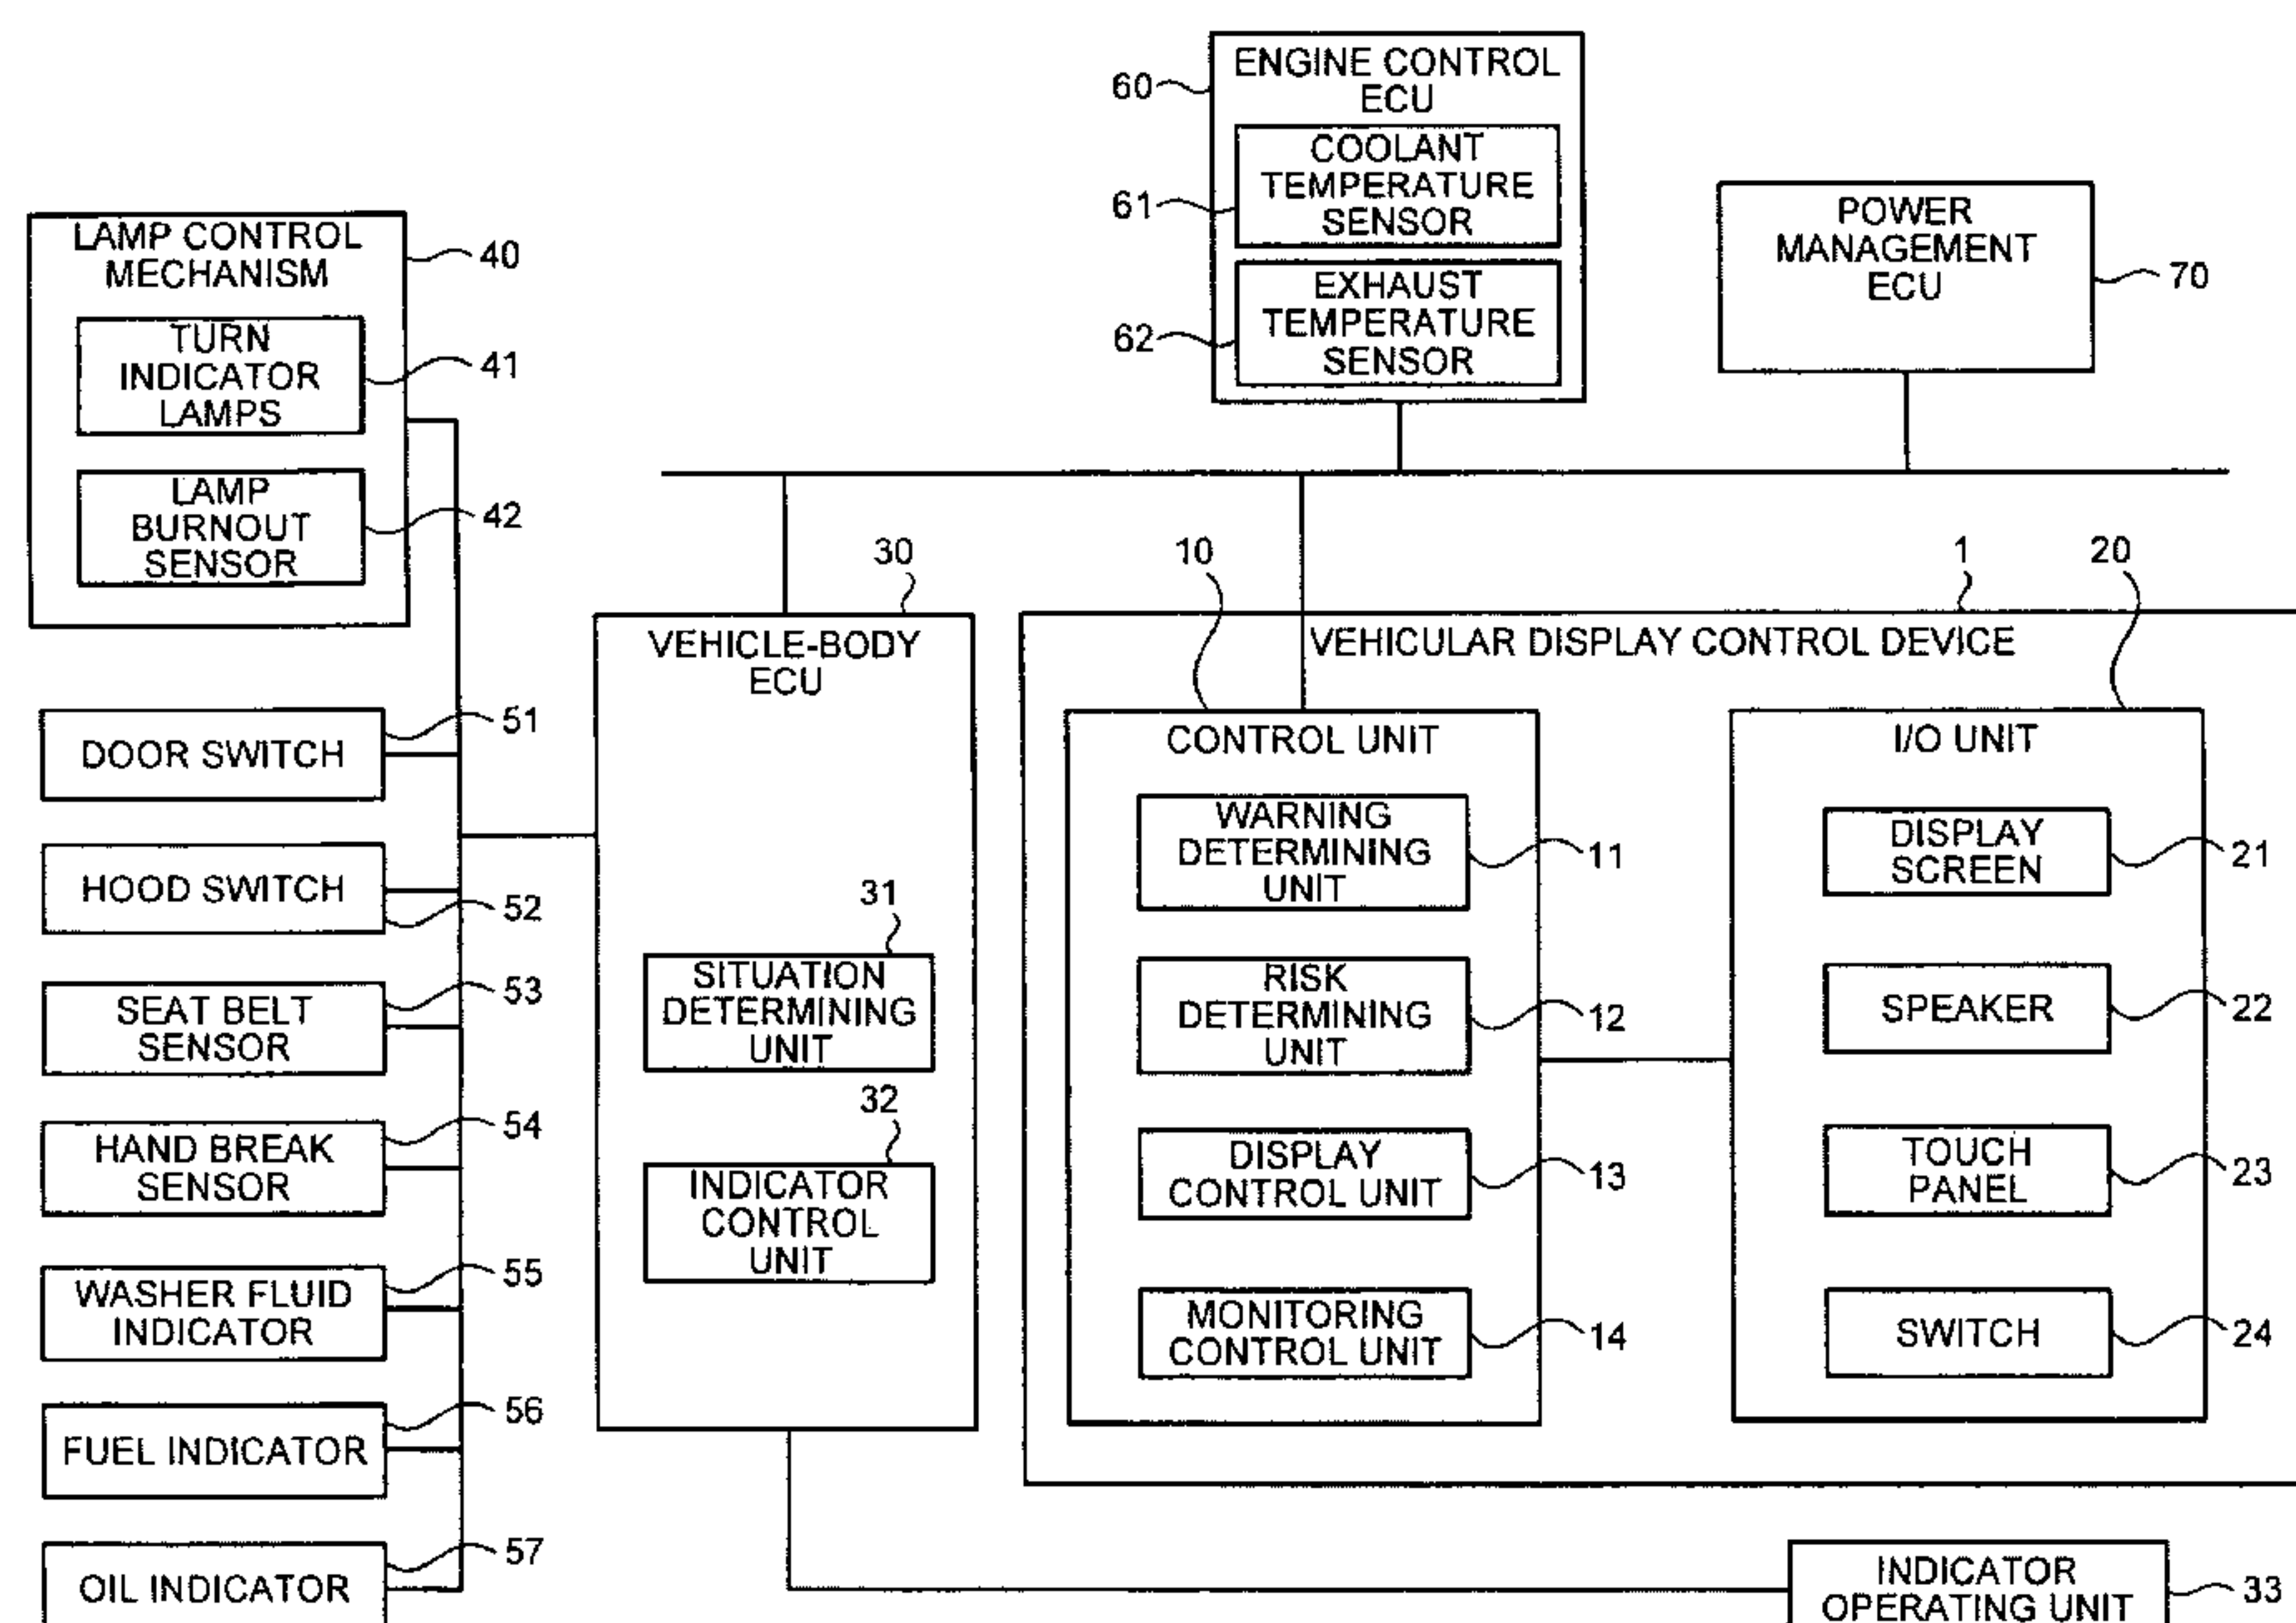 60
ENGINE CONTROL
ECU
61
COOLANT
TEMPERATURE
SENSOR
62
EXHAUST
TEMPERATURE
SENSOR
POWER
MANAGEMENT
ECU
70
LAMP CONTROL
MECHANISM
40
TURN
INDICATOR
LAMPS
41
LAMP
BURNOUT
SENSOR
42
DOOR SWITCH
51
HOOD SWITCH
52
SEAT BELT
SENSOR
53
HAND BREAK
SENSOR
54
WASHER FLUID
INDICATOR
55
FUEL INDICATOR
56
OIL INDICATOR
57
30
VEHICLE-BODY
ECU
31
SITUATION
DETERMINING
UNIT
32
INDICATOR
CONTROL
UNIT
1
VEHICULAR DISPLAY CONTROL DEVICE
10
CONTROL UNIT
WARNING
DETERMINING
UNIT
11
RISK
DETERMINING
UNIT
12
DISPLAY
CONTROL UNIT
13
MONITORING
CONTROL UNIT
14
20
I/O UNIT
DISPLAY
SCREEN
21
SPEAKER
22
TOUCH
PANEL
23
SWITCH
24
INDICATOR
OPERATING UNIT
33